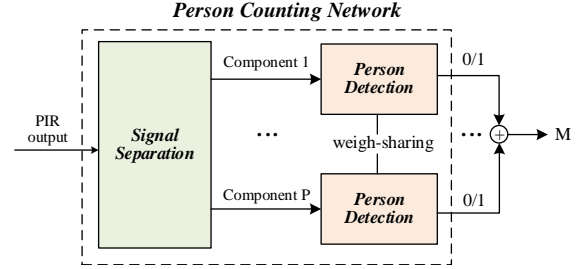 Person Counting Network
PIR
output
Signal
Separation
Component 1
...
Component P
Person
Detection
weigh-sharing
Person
Detection
0/1
...
0/1
+
M